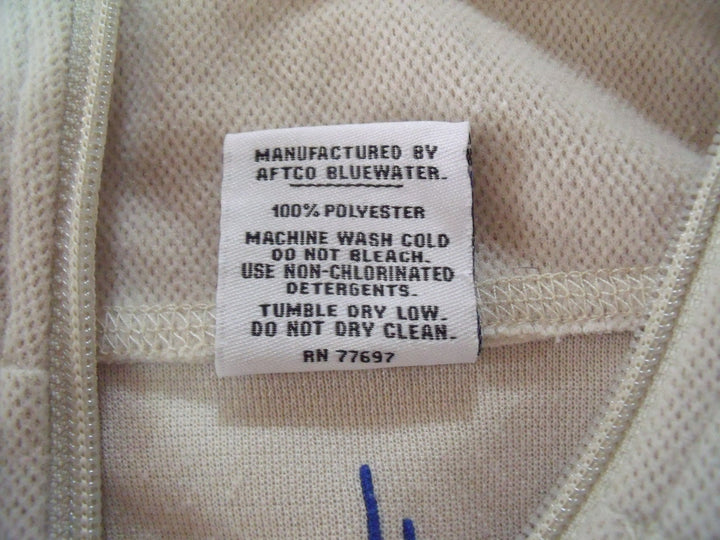 MANUFACTURED BY
AFTCO BLUEWATER.
100% POLYESTER
MACHINE WASH COLD
DO NOT BLEACH.
USE NON-CHLORINATED
DETERGENTS.
TUMBLE DRY LOW.
DO NOT DRY CLEAN.
RN 77697